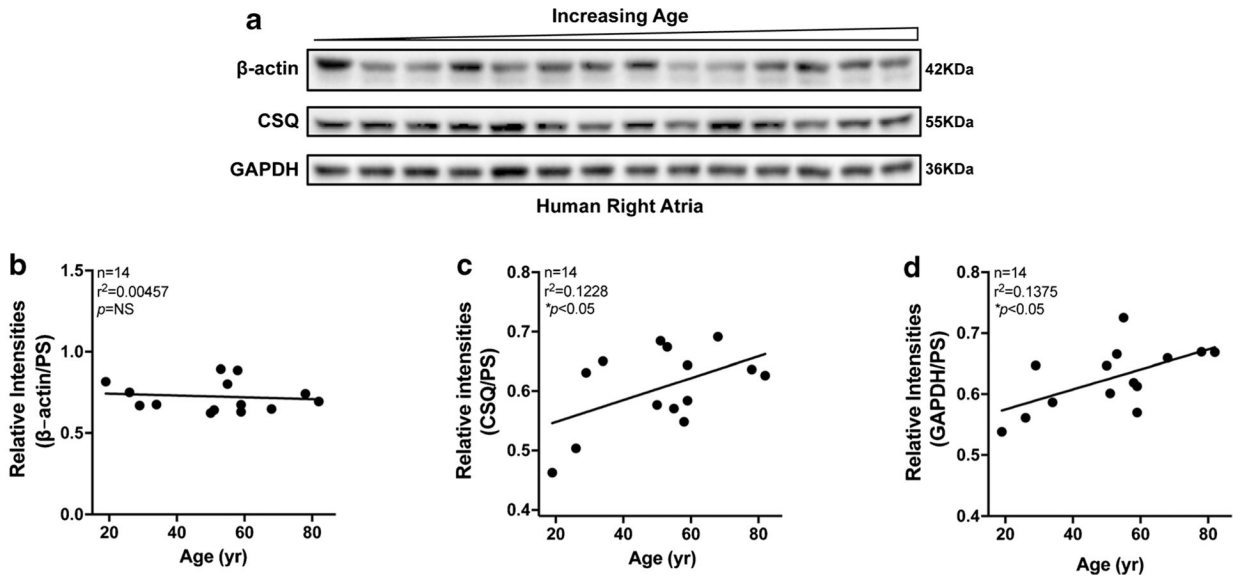 a
Increasing Age
β-actin
42KDa
CSQ
55KDa
GAPDH
36KDa
Human Right Atria
b
n=14
r²=0.00457
p=NS
Relative Intensities
(β−actin/PS)
1.5
1.0
0.5
0.0
20 40 60 80
Age (yr)
c
n=14
r²=0.1228
*p<0.05
Relative intensities
(CSQ/PS)
0.8
0.7
0.6
0.5
0.4
20 40 60 80
Age (yr)
d
n=14
r²=0.1375
*p<0.05
Relative Intensities
(GAPDH/PS)
0.8
0.7
0.6
0.5
0.4
20 40 60 80
Age (yr)